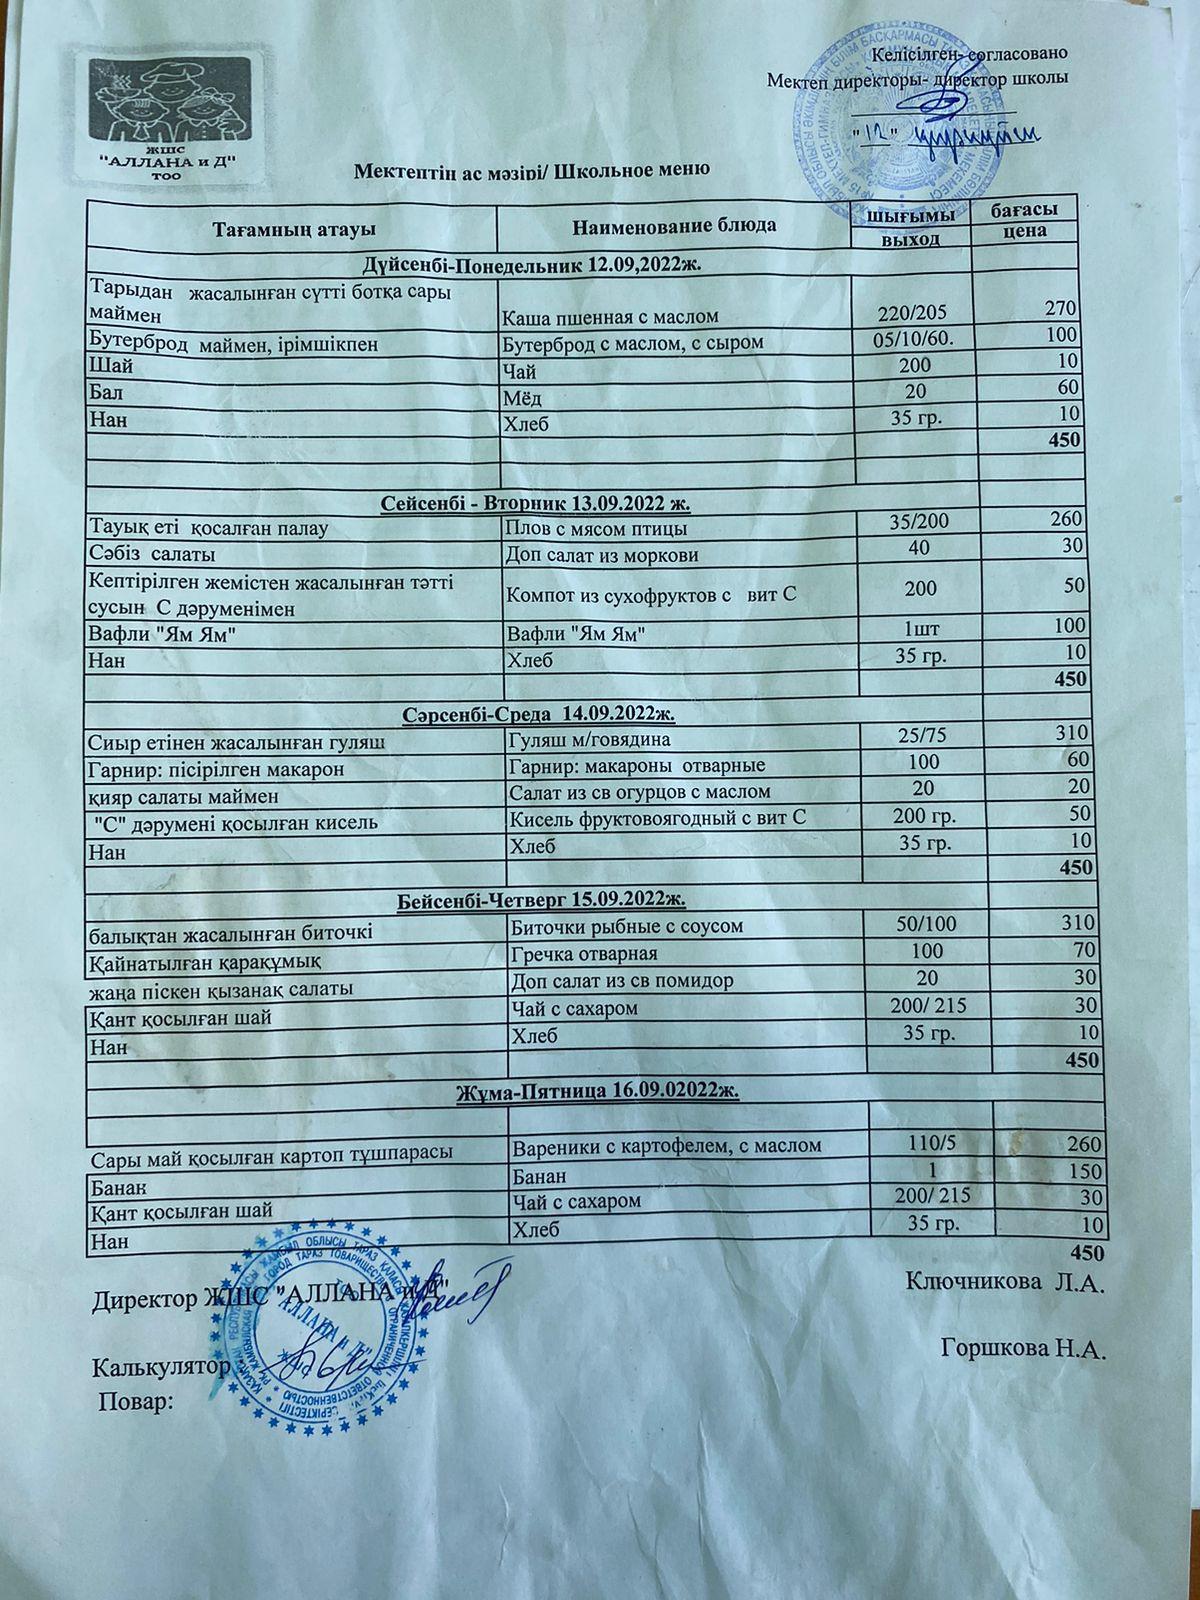 Келісілген- согласовано
Мектеп директоры- директор школы
"12" қыркүйек
ЖШС
"АЛЛАНА и Д"
ТОО
Мектептің ас мәзірі/ Школьное меню
Тағамның атауы Наименование блюда шығымы бағасы
выход цена
Дүйсенбі-Понедельник 12.09,2022ж.
Тарыдан жасалынған сүтті ботқа сары
маймен Каша пшенная с маслом 220/205 270
Бутерброд маймен, ірімшікпен Бутерброд с маслом, с сыром 05/10/60. 100
Шай Чай 200 10
Бал Мёд 20 60
Нан Хлеб 35 гр. 10
450
Сейсенбі - Вторник 13.09.2022 ж.
Тауық еті қосалған палау Плов с мясом птицы 35/200 260
Сәбіз салаты Доп салат из моркови 40 30
Кептірілген жемістен жасалынған тәтті
сусын С дәруменімен Компот из сухофруктов с вит С 200 50
Вафли "Ям Ям" Вафли "Ям Ям" 1шт 100
Нан Хлеб 35 гр. 10
450
Сәрсенбі-Среда 14.09.2022ж.
Сиыр етінен жасалынған гуляш Гуляш м/говядина 25/75 310
Гарнир: пісірілген макарон Гарнир: макароны отварные 100 60
қияр салаты маймен Салат из св огурцов с маслом 20 20
"С" дәрумені қосылған кисель Кисель фруктовоягодный с вит С 200 гр. 50
Нан Хлеб 35 гр. 10
450
Бейсенбі-Четверг 15.09.2022ж.
балықтан жасалынған биточкі Биточки рыбные с соусом 50/100 310
Қайнатылған қарақұмық Гречка отварная 100 70
жаңа піскен қызанақ салаты Доп салат из св помидор 20 30
Қант қосылған шай Чай с сахаром 200/ 215 30
Нан Хлеб 35 гр. 10
450
Жұма-Пятница 16.09.02022ж.
Сары май қосылған картоп тұшпарасы Вареники с картофелем, с маслом 110/5 260
Банан Банан 1 150
Қант қосылған шай Чай с сахаром 200/ 215 30
Нан Хлеб 35 гр. 10
450
Директор ЖШС "АЛЛАНА и Д" Ключникова Л.А.
Калькулятор Горшкова Н.А.
Повар:
"АЛЛАНА и Д"